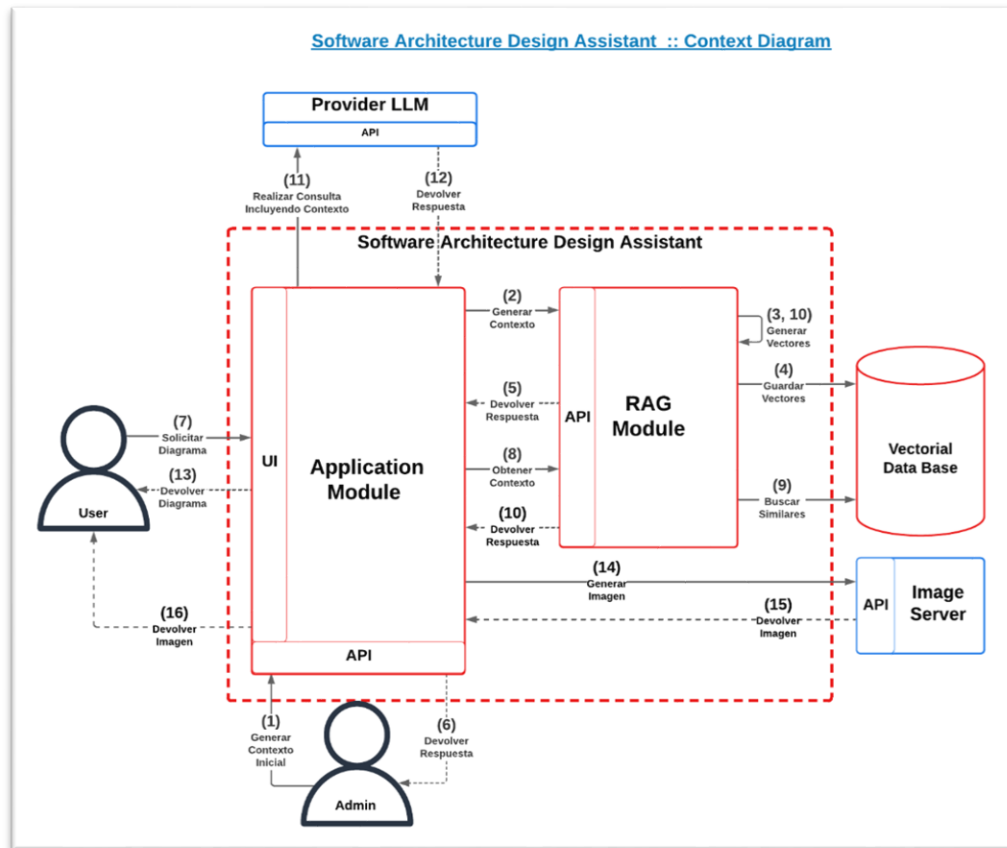 Software Architecture Design Assistant :: Context Diagram
Provider LLM
API
(11)
Realizar Consulta
Incluyendo Contexto
(12)
Devolver
Respuesta
Software Architecture Design Assistant
(2)
Generar
Contexto
(3, 10)
Generar
Vectores
(4)
Guardar
Vectores
(5)
Devolver
Respuesta
API
RAG
Module
(7)
Solicitar
Diagrama
UI
Application
Module
(8)
Obtener
Contexto
Vectorial
Data Base
(13)
Devolver
Diagrama
(9)
Buscar
Similares
User
(10)
Devolver
Respuesta
(14)
Generar
Imagen
API
Image
Server
(15)
Devolver
Imagen
(16)
Devolver
Imagen
API
(1)
Generar
Contexto
Inicial
(6)
Devolver
Respuesta
Admin